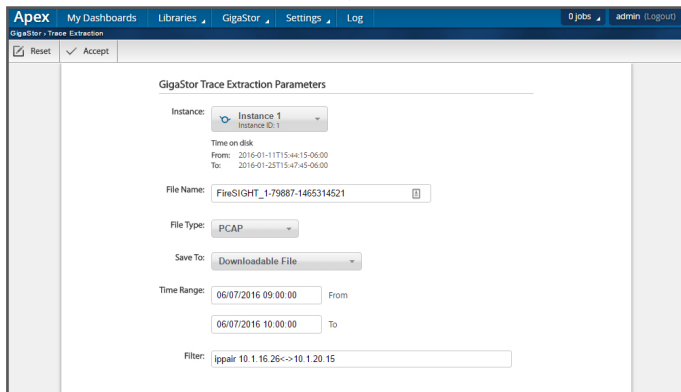 Apex My Dashboards Libraries GigaStor Settings Log 0 jobs admin (Logout)
GigaStor › Trace Extraction
Reset Accept
GigaStor Trace Extraction Parameters
Instance: Instance 1
Instance ID: 1
Time on disk
From: 2016-01-11T15:44:15-06:00
To: 2016-01-25T15:47:45-06:00
File Name: FireSIGHT_1-79887-1465314521
File Type: PCAP
Save To: Downloadable File
Time Range: 06/07/2016 09:00:00 From
06/07/2016 10:00:00 To
Filter: ippair 10.1.16.26<->10.1.20.15